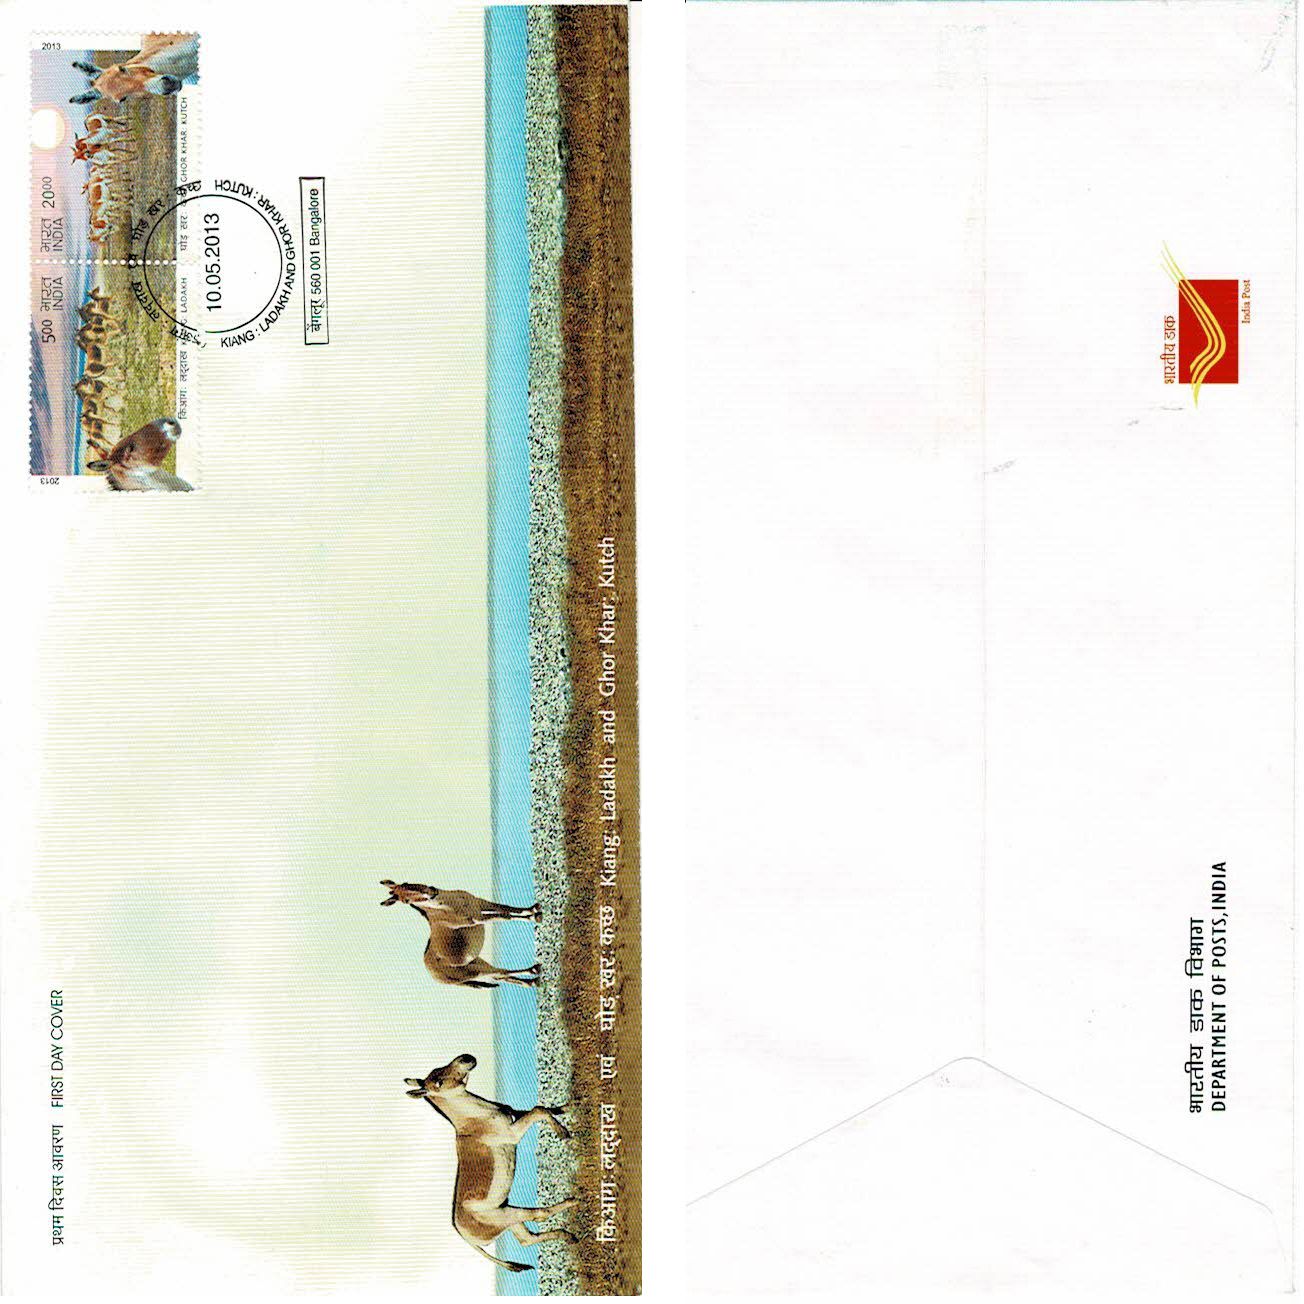 प्रथम दिवस आवरण FIRST DAY COVER
2013
500 भारत
INDIA
भारत 2000
INDIA
2013
किआंग: लद्दाख KIANG: LADAKH
घोड़ खर: कच्छ GHOR KHAR: KUTCH
किआंग: लद्दाख एवं घोड़ खर: कच्छ
10.05.2013
KIANG: LADAKH AND GHOR KHAR: KUTCH
बेंगलूर 560 001 Bangalore
किआंग: लद्दाख एवं घोड़ खर: कच्छ Kiang: Ladakh and Ghor Khar: Kutch
भारतीय डाक विभाग
DEPARTMENT OF POSTS, INDIA
भारतीय डाक
India Post